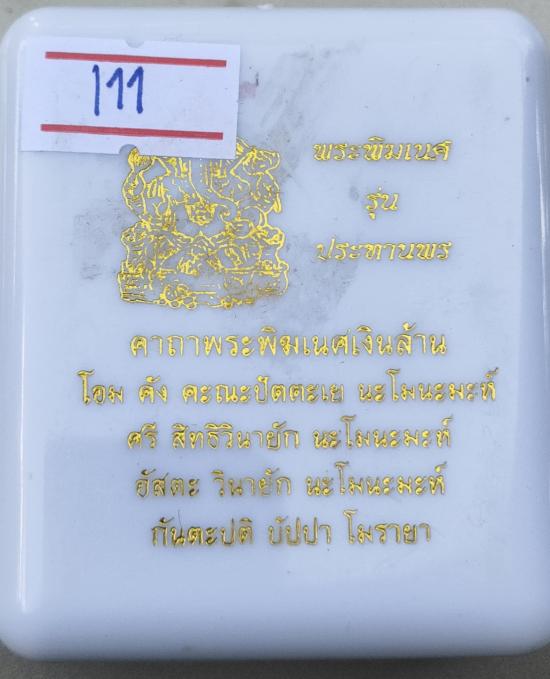 111
พระพิฆเนศ
รุ่น
ประทานพร
คาถาพระพิฆเนศเงินล้าน
โอม คัง คะณะปัตตะเย นะโมนะมะห์
ศรี สิทธิวินายัก นะโมนะมะห์
อัสตะ วินายัก นะโมนะมะห์
กันตะปติ บัปปา โมรายา